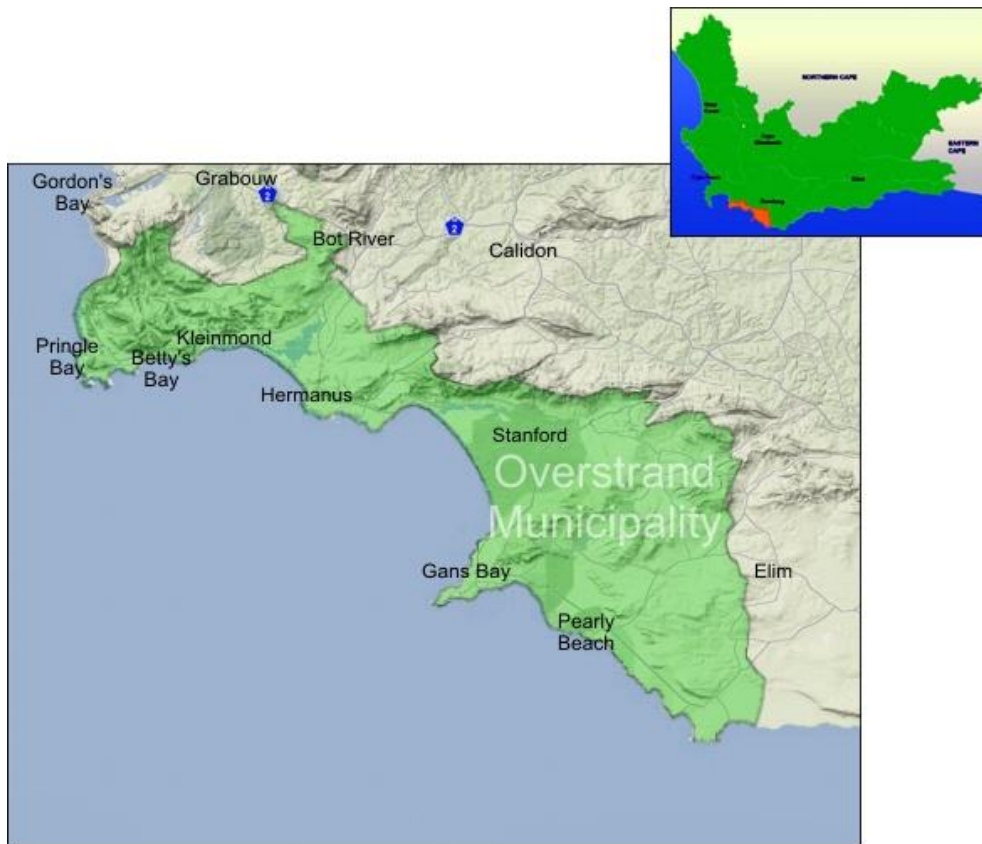 NORTHERN CAPE
EASTERN
CAPE
Gordon's
Bay
Grabouw
2
Bot River
2
Calidon
Pringle
Bay
Betty's
Bay
Kleinmond
Hermanus
Stanford
Overstrand
Municipality
Gans Bay
Elim
Pearly
Beach